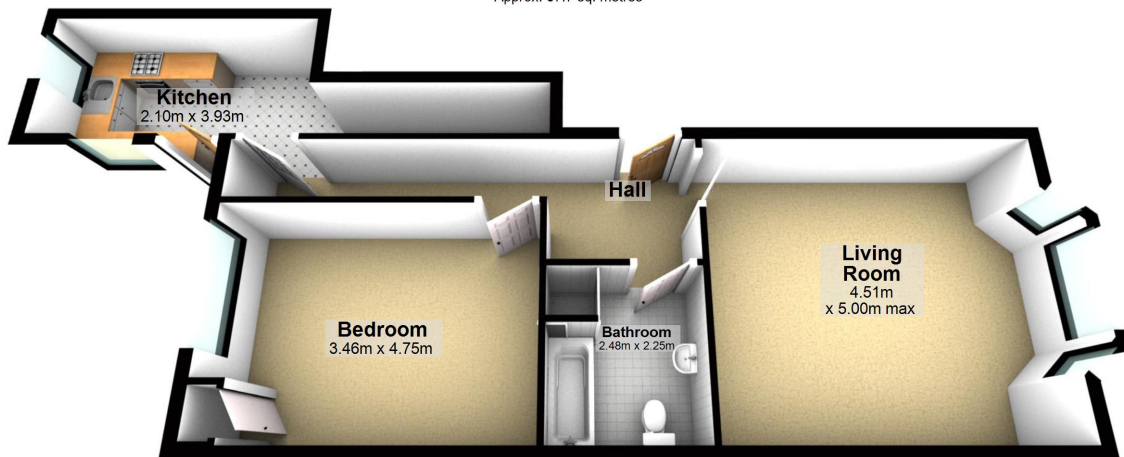 Kitchen
2.10m x 3.93m
Hall
Living
Room
4.51m
x 5.00m max
Bedroom
3.46m x 4.75m
Bathroom
2.48m x 2.25m